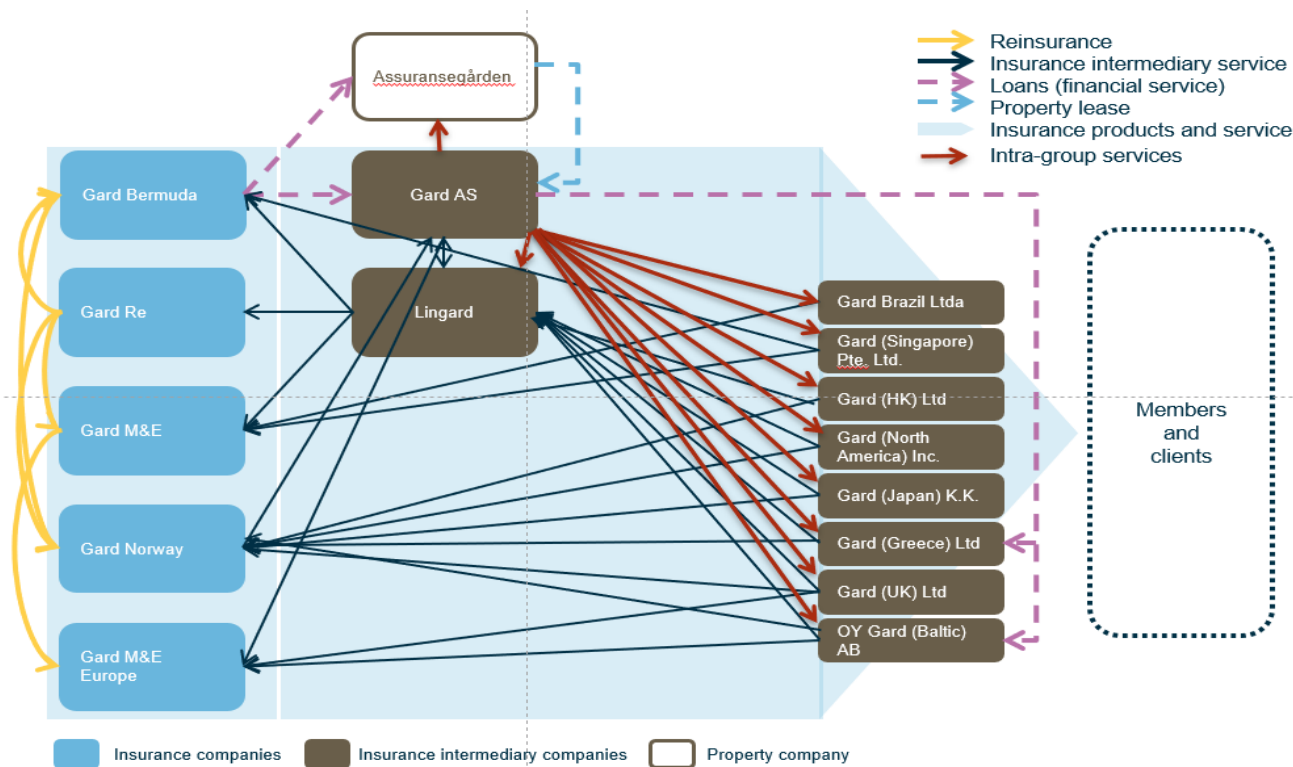 Assuransegården
Reinsurance
Insurance intermediary service
Loans (financial service)
Property lease
Insurance products and service
Intra-group services
Gard Bermuda
Gard AS
Gard Re
Lingard
Gard M&E
Gard Norway
Gard M&E
Europe
Gard Brazil Ltda
Gard (Singapore)
Pte. Ltd.
Gard (HK) Ltd
Gard (North
America) Inc.
Gard (Japan) K.K.
Gard (Greece) Ltd
Gard (UK) Ltd
OY Gard (Baltic)
AB
Members
and
clients
Insurance companies
Insurance intermediary companies
Property company